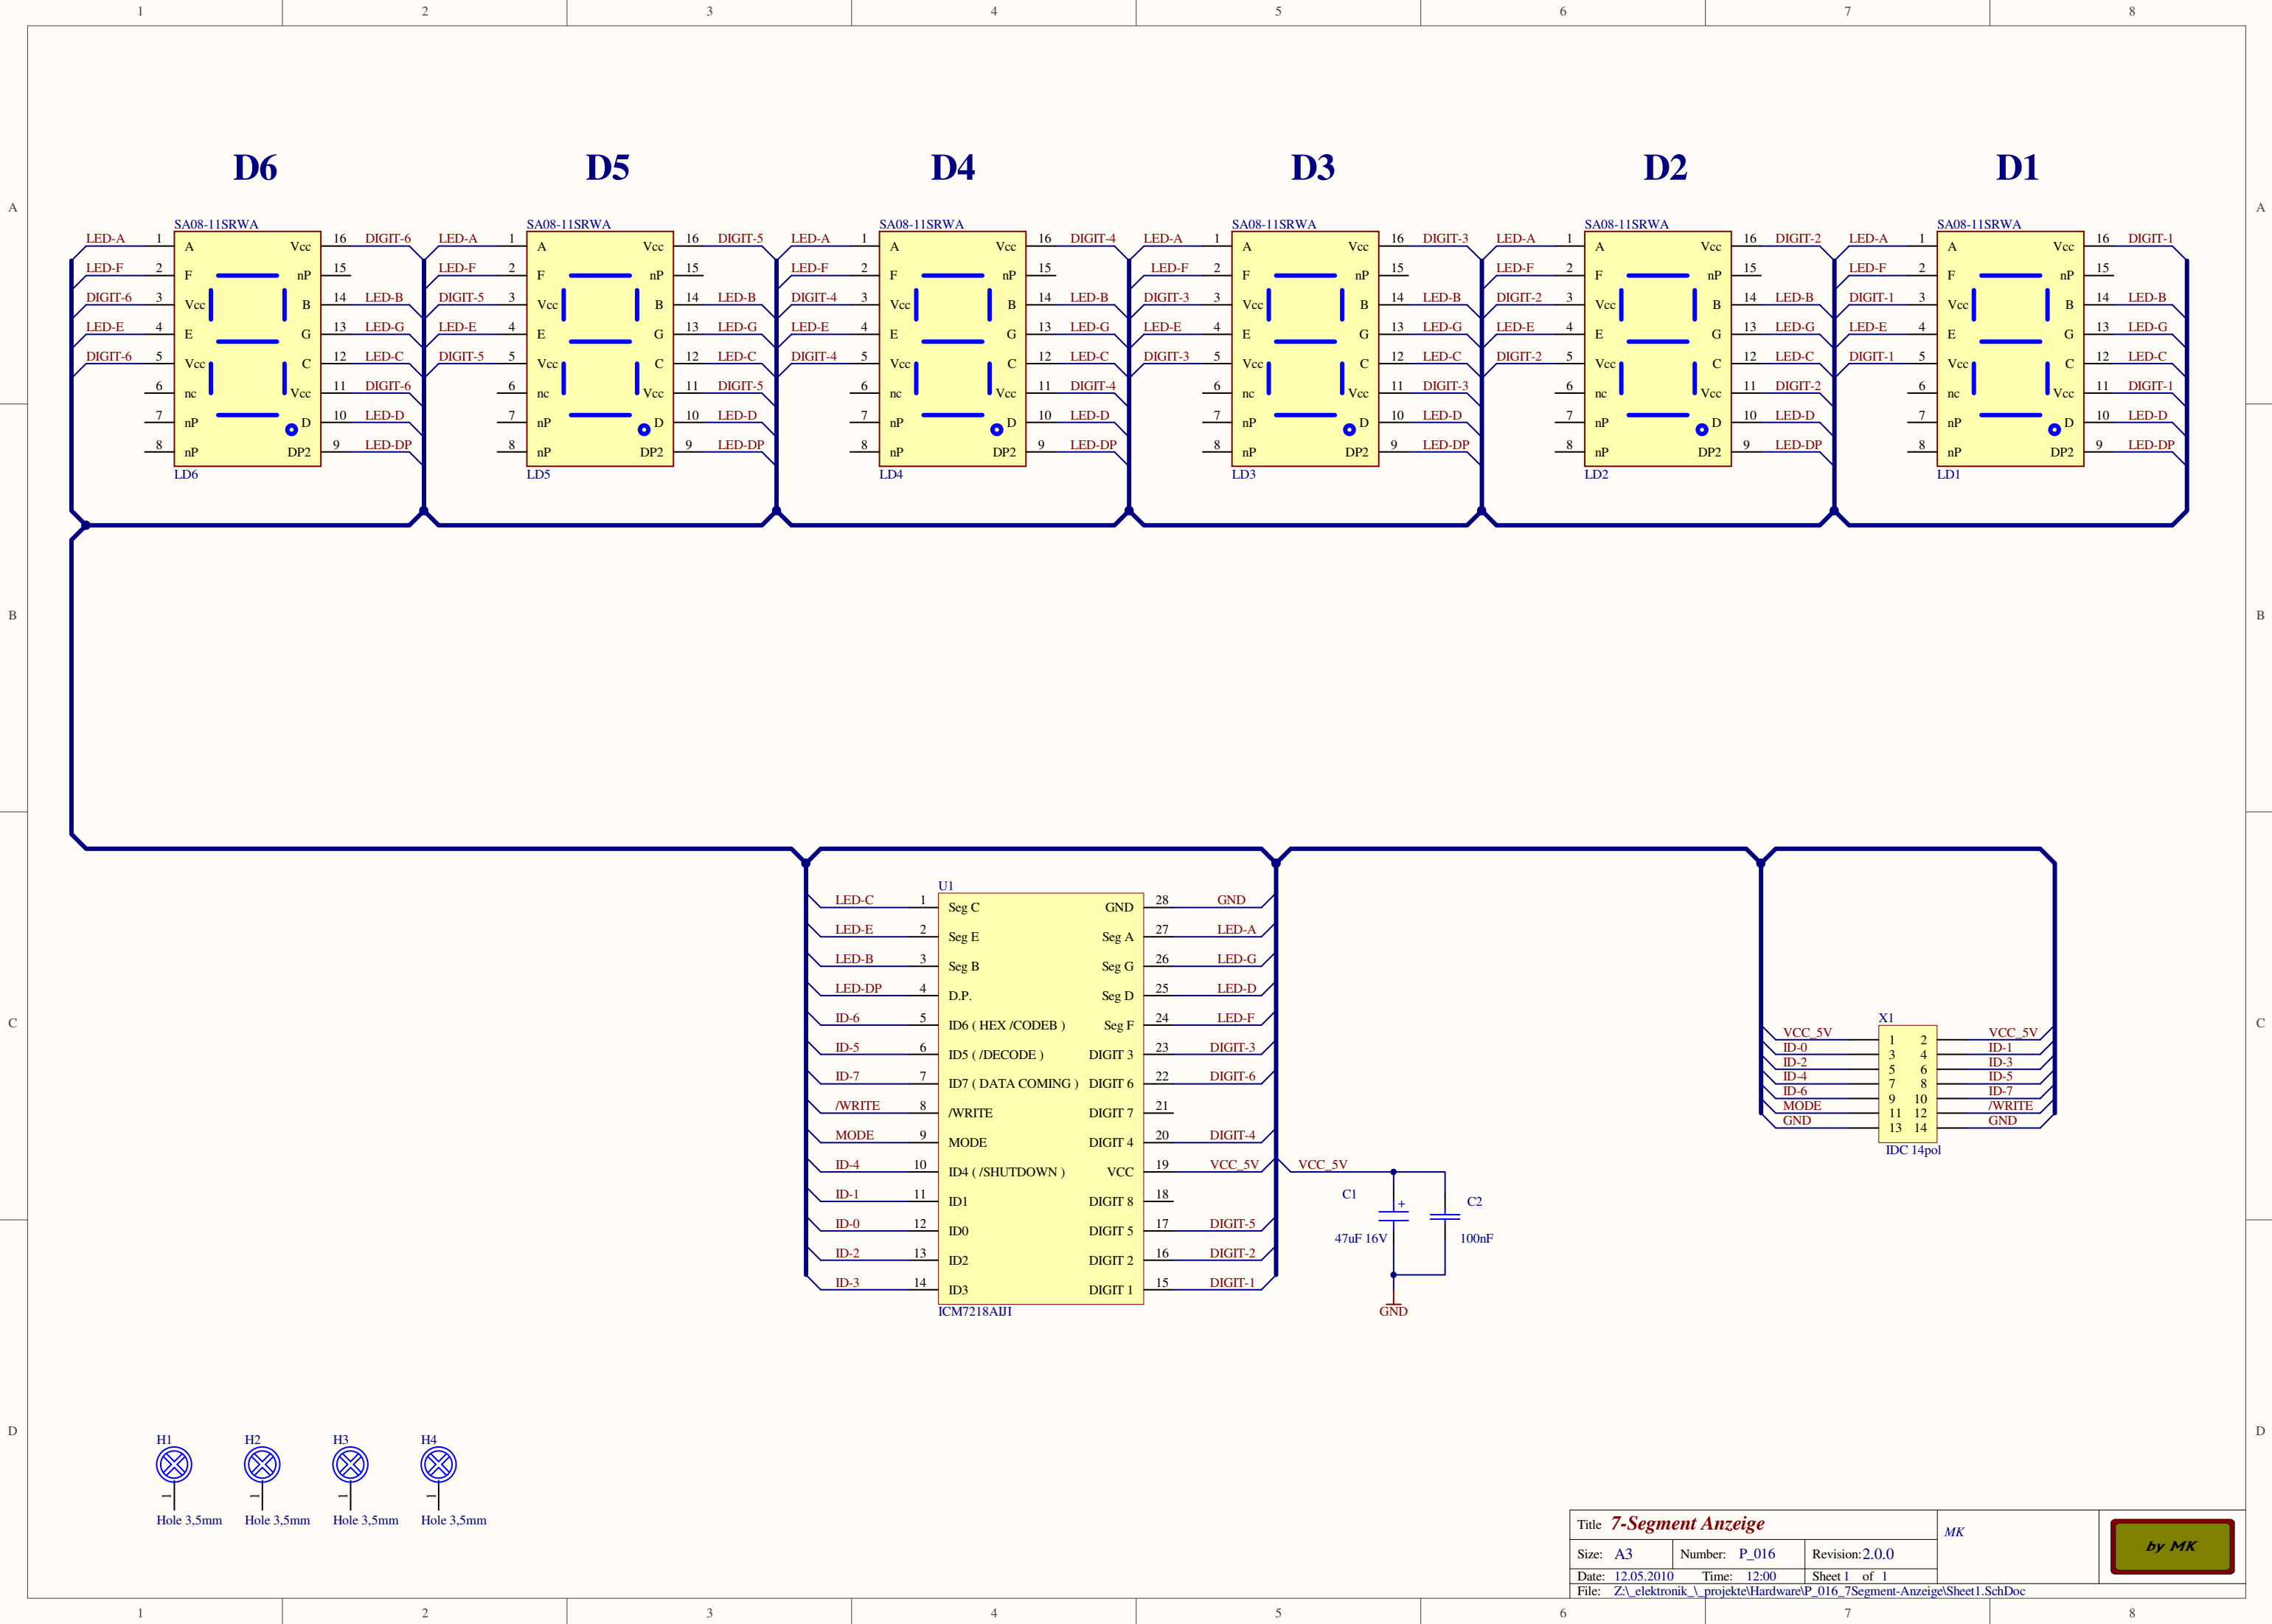 1 2 3 4 5 6 7 8
D6 D5 D4 D3 D2 D1
A A
SA08-11SRWA SA08-11SRWA SA08-11SRWA SA08-11SRWA SA08-11SRWA SA08-11SRWA
LED-A 1 A Vcc 16 DIGIT-6 LED-A 1 A Vcc 16 DIGIT-5 LED-A 1 A Vcc 16 DIGIT-4 LED-A 1 A Vcc 16 DIGIT-3 LED-A 1 A Vcc 16 DIGIT-2 LED-A 1 A Vcc 16 DIGIT-1
LED-F 2 F nP 15 LED-F 2 F nP 15 LED-F 2 F nP 15 LED-F 2 F nP 15 LED-F 2 F nP 15 LED-F 2 F nP 15
DIGIT-6 3 Vcc B 14 LED-B DIGIT-5 3 Vcc B 14 LED-B DIGIT-4 3 Vcc B 14 LED-B DIGIT-3 3 Vcc B 14 LED-B DIGIT-2 3 Vcc B 14 LED-B DIGIT-1 3 Vcc B 14 LED-B
LED-E 4 E G 13 LED-G LED-E 4 E G 13 LED-G LED-E 4 E G 13 LED-G LED-E 4 E G 13 LED-G LED-E 4 E G 13 LED-G LED-E 4 E G 13 LED-G
DIGIT-6 5 Vcc C 12 LED-C DIGIT-5 5 Vcc C 12 LED-C DIGIT-4 5 Vcc C 12 LED-C DIGIT-3 5 Vcc C 12 LED-C DIGIT-2 5 Vcc C 12 LED-C DIGIT-1 5 Vcc C 12 LED-C
6 nc Vcc 11 DIGIT-6 6 nc Vcc 11 DIGIT-5 6 nc Vcc 11 DIGIT-4 6 nc Vcc 11 DIGIT-3 6 nc Vcc 11 DIGIT-2 6 nc Vcc 11 DIGIT-1
7 nP D 10 LED-D 7 nP D 10 LED-D 7 nP D 10 LED-D 7 nP D 10 LED-D 7 nP D 10 LED-D 7 nP D 10 LED-D
8 nP DP2 9 LED-DP 8 nP DP2 9 LED-DP 8 nP DP2 9 LED-DP 8 nP DP2 9 LED-DP 8 nP DP2 9 LED-DP 8 nP DP2 9 LED-DP
LD6 LD5 LD4 LD3 LD2 LD1
B B
U1
LED-C 1 Seg C GND 28 GND
LED-E 2 Seg E Seg A 27 LED-A
LED-B 3 Seg B Seg G 26 LED-G
LED-DP 4 D.P. Seg D 25 LED-D
ID-6 5 ID6 ( HEX /CODEB ) Seg F 24 LED-F
ID-5 6 ID5 ( /DECODE ) DIGIT 3 23 DIGIT-3
ID-7 7 ID7 ( DATA COMING ) DIGIT 6 22 DIGIT-6
/WRITE 8 /WRITE DIGIT 7 21
MODE 9 MODE DIGIT 4 20 DIGIT-4
ID-4 10 ID4 ( /SHUTDOWN ) VCC 19 VCC_5V VCC_5V
ID-1 11 ID1 DIGIT 8 18
ID-0 12 ID0 DIGIT 5 17 DIGIT-5
ID-2 13 ID2 DIGIT 2 16 DIGIT-2
ID-3 14 ID3 DIGIT 1 15 DIGIT-1
ICM7218AIJI
C1 + C2
47uF 16V 100nF
GND
C C
X1
VCC_5V 1 2 VCC_5V
ID-0 3 4 ID-1
ID-2 5 6 ID-3
ID-4 7 8 ID-5
ID-6 9 10 ID-7
MODE 11 12 /WRITE
GND 13 14 GND
IDC 14pol
D D
H1 H2 H3 H4
1 1 1 1
Hole 3,5mm Hole 3,5mm Hole 3,5mm Hole 3,5mm
Title 7-Segment Anzeige
MK
by MK
Size: A3 Number: P_016 Revision: 2.0.0
Date: 12.05.2010 Time: 12:00 Sheet 1 of 1
File: Z:\_elektronik_\_projekte\Hardware\P_016_7Segment-Anzeige\Sheet1.SchDoc
1 2 3 4 5 6 7 8